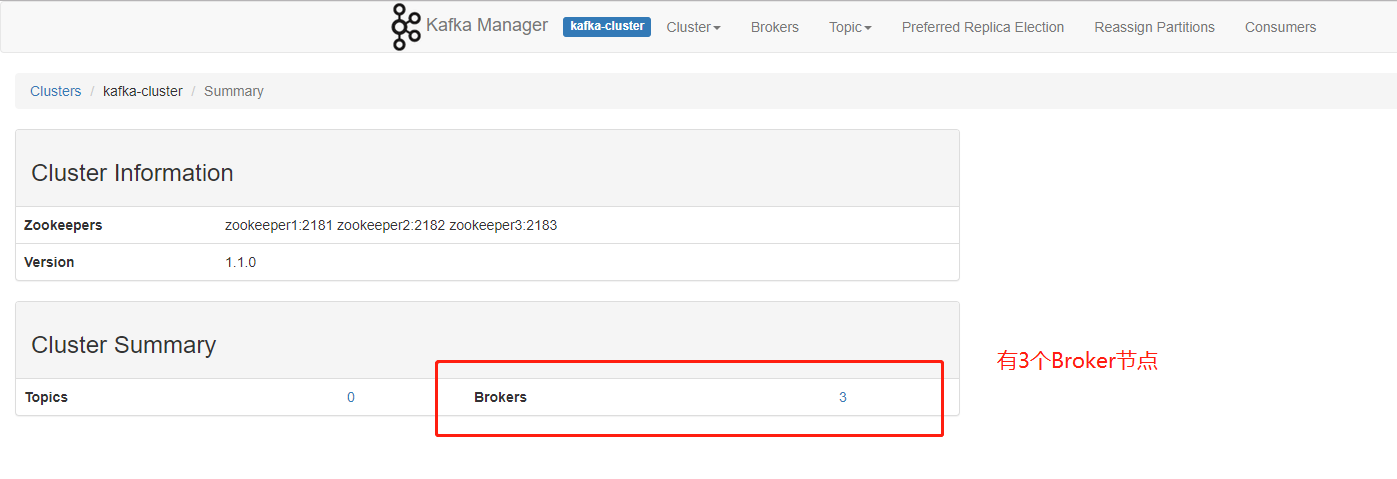 Kafka Manager kafka-cluster Cluster Brokers Topic Preferred Replica Election Reassign Partitions Consumers
Clusters / kafka-cluster / Summary
Cluster Information
Zookeepers zookeeper1:2181 zookeeper2:2182 zookeeper3:2183
Version 1.1.0
Cluster Summary
有3个Broker节点
Topics 0 Brokers 3